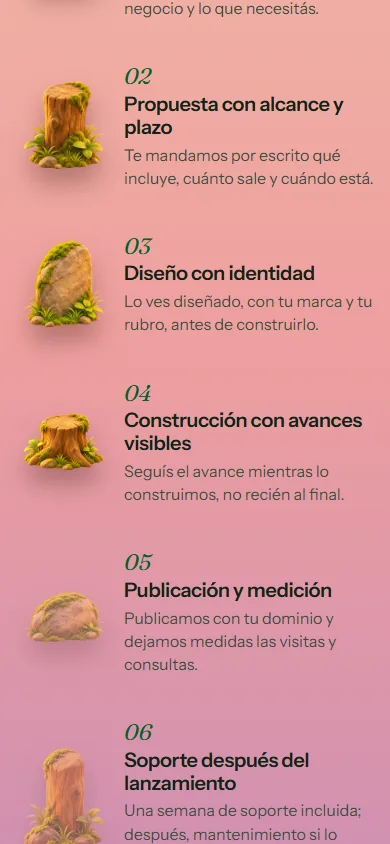 negocio y lo que necesitás.
02
Propuesta con alcance y
plazo
Te mandamos por escrito qué
incluye, cuánto sale y cuándo está.
03
Diseño con identidad
Lo ves diseñado, con tu marca y tu
rubro, antes de construirlo.
04
Construcción con avances
visibles
Seguís el avance mientras lo
construimos, no recién al final.
05
Publicación y medición
Publicamos con tu dominio y
dejamos medidas las visitas y
consultas.
06
Soporte después del
lanzamiento
Una semana de soporte incluida;
después, mantenimiento si lo